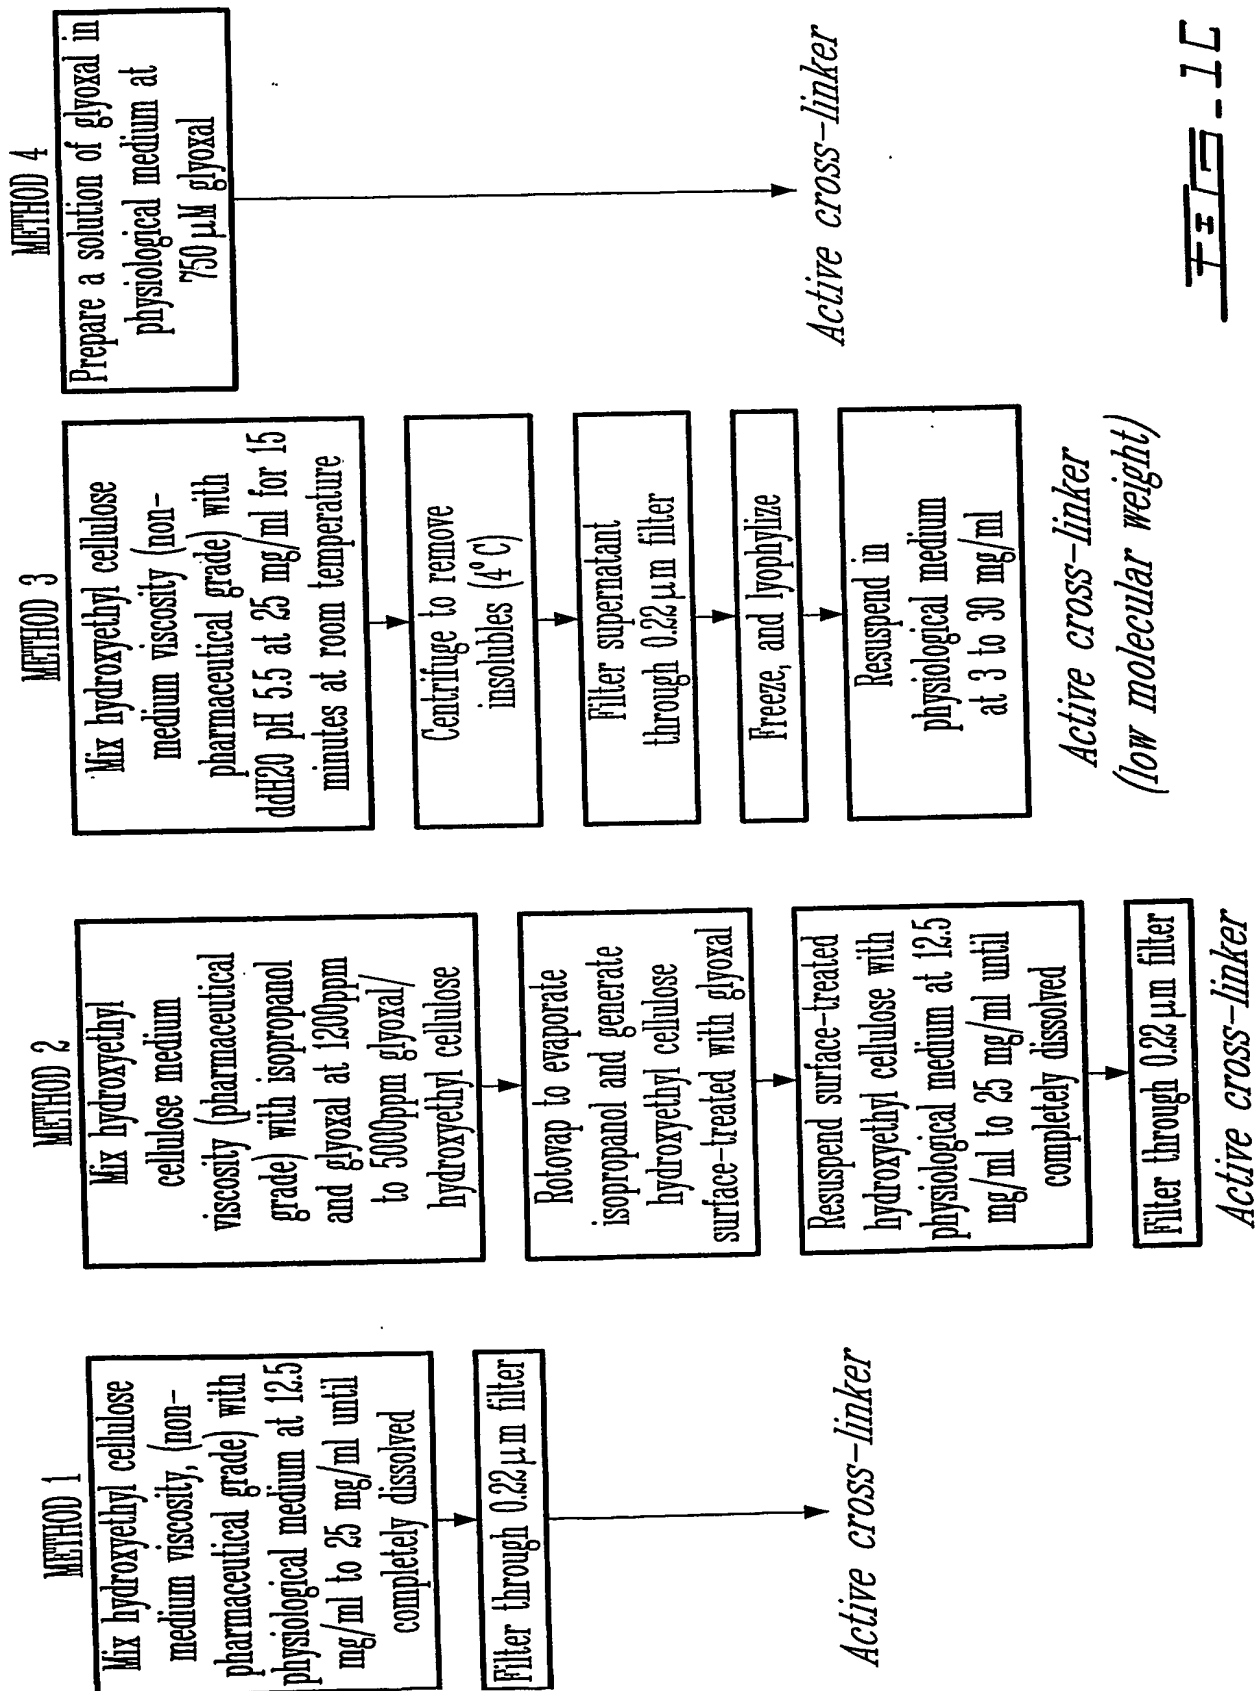 METHOD 1
Mix hydroxyethyl cellulose
medium viscosity, (non-
pharmaceutical grade) with
physiological medium at 12.5
mg/ml to 25 mg/ml until
completely dissolved
Filter through 0.22 µm filter
Active cross-linker
METHOD 2
Mix hydroxyethyl
cellulose medium
viscosity (pharmaceutical
grade) with isopropanol
and glyoxal at 1200ppm
to 5000ppm glyoxal/
hydroxyethyl cellulose
Rotovap to evaporate
isopropanol and generate
hydroxyethyl cellulose
surface-treated with glyoxal
Resuspend surface-treated
hydroxyethyl cellulose with
physiological medium at 12.5
mg/ml to 25 mg/ml until
completely dissolved
Filter through 0.22 µm filter
Active cross-linker
METHOD 3
Mix hydroxyethyl cellulose
medium viscosity (non-
pharmaceutical grade) with
ddH20 pH 5.5 at 25 mg/ml for 15
minutes at room temperature
Centrifuge to remove
insolubles (4° C)
Filter supernatant
through 0.22 µm filter
Freeze, and lyophylize
Resuspend in
physiological medium
at 3 to 30 mg/ml
Active cross-linker
(low molecular weight)
METHOD 4
Prepare a solution of glyoxal in
physiological medium at
750 µM glyoxal
Active cross-linker
FIG-1C